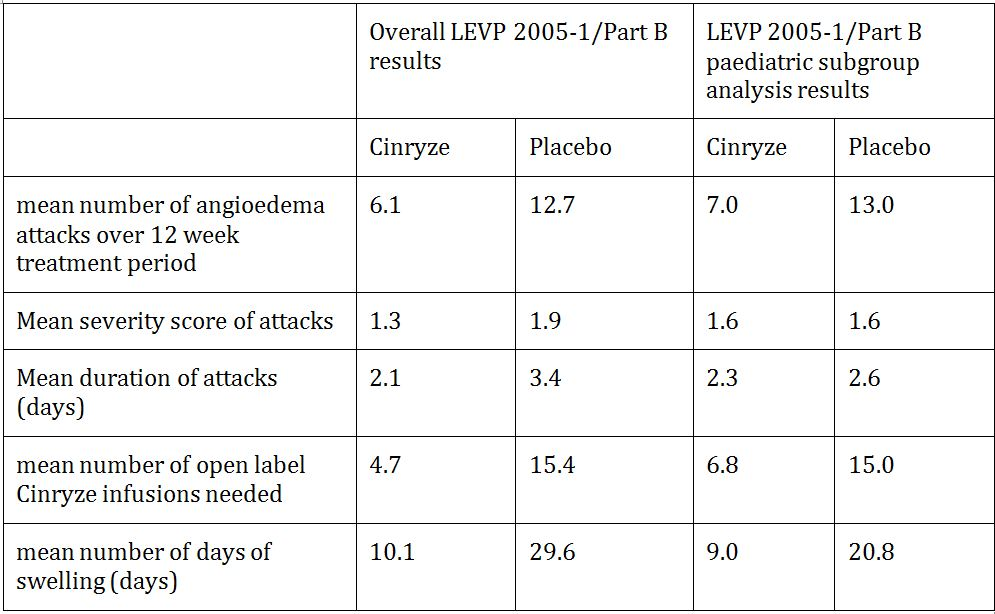 Overall LEVP 2005-1/Part B
results
LEVP 2005-1/Part B
paediatric subgroup
analysis results
Cinryze
Placebo
Cinryze
Placebo
mean number of angioedema
attacks over 12 week
treatment period
6.1
12.7
7.0
13.0
Mean severity score of attacks
1.3
1.9
1.6
1.6
Mean duration of attacks
(days)
2.1
3.4
2.3
2.6
mean number of open label
Cinryze infusions needed
4.7
15.4
6.8
15.0
mean number of days of
swelling (days)
10.1
29.6
9.0
20.8